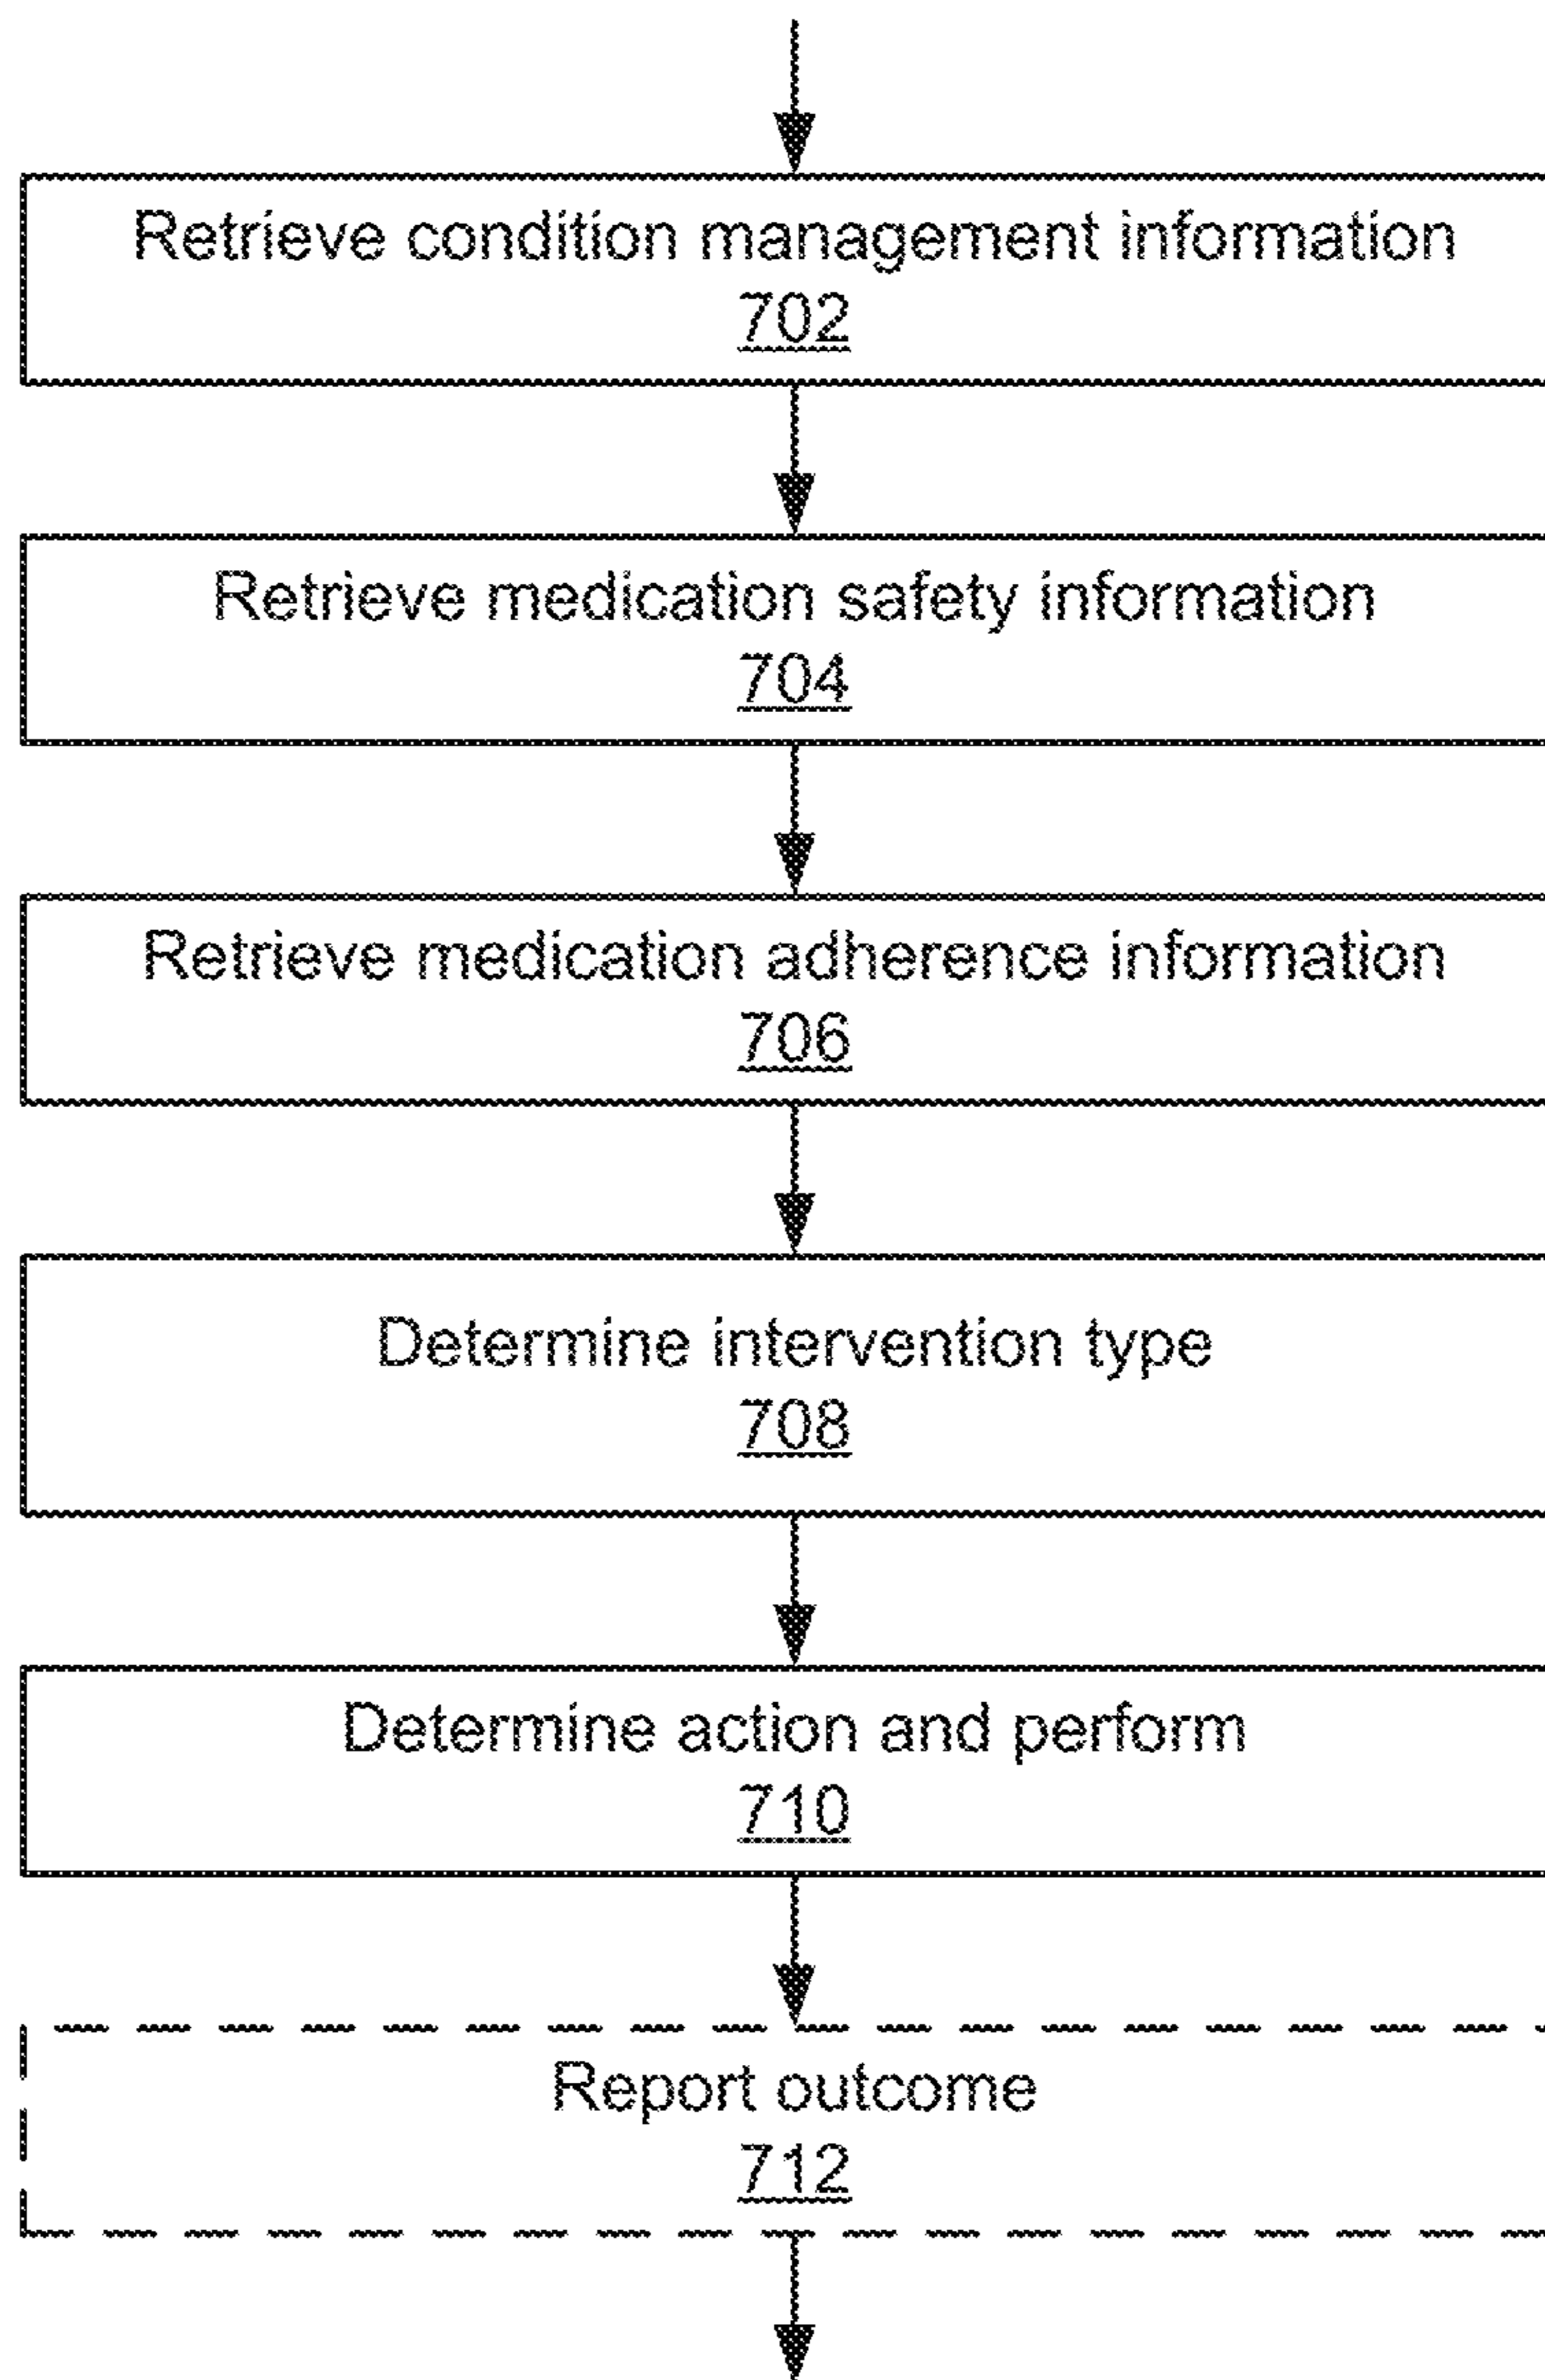 Retrieve condition management information
702
Retrieve medication safety information
704
Retrieve medication adherence information
706
Determine intervention type
708
Determine action and perform
710
Report outcome
712